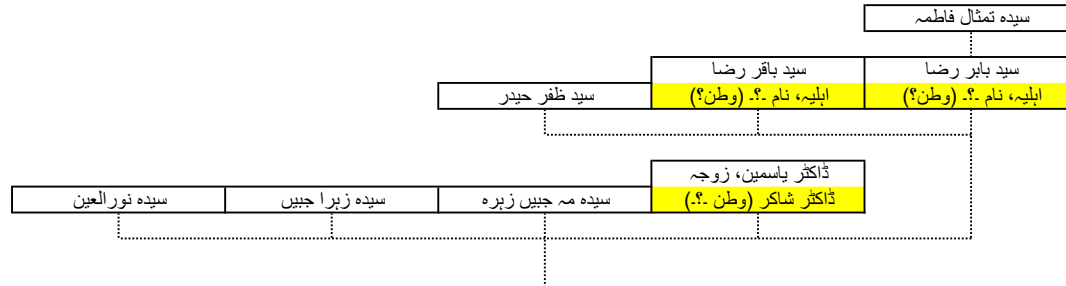 سیدہ تمثال فاطمہ
سید بابر رضا
اہلیہ، نام ۔؟۔ (وطن؟)
سید باقر رضا
اہلیہ، نام ۔؟۔ (وطن؟)
سید ظفر حیدر
ڈاکٹر یاسمین، زوجہ
ڈاکٹر شاکر (وطن ۔؟۔)
سیدہ مہ جبیں زہرہ
سیدہ زہرا جبیں
سیدہ نورالعین